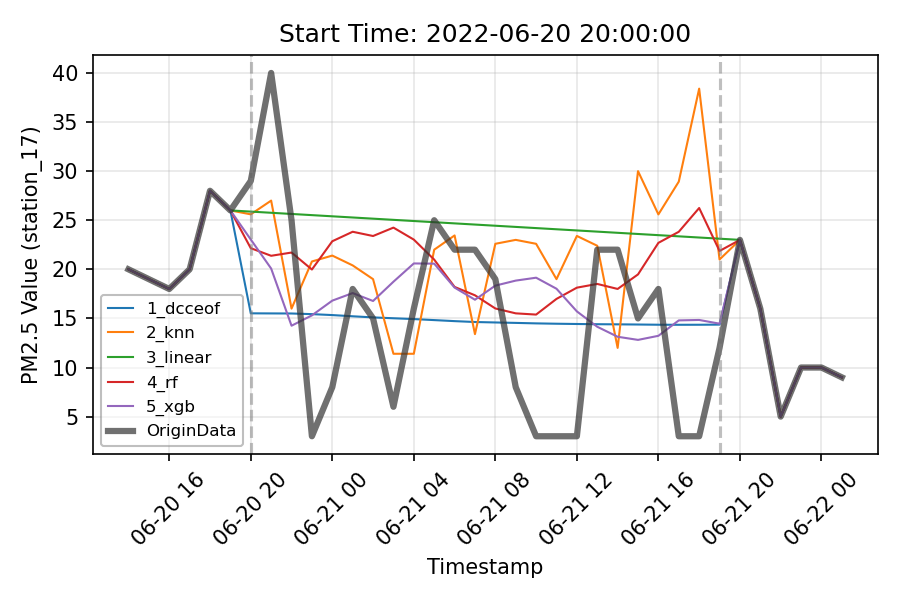 Start Time: 2022-06-20 20:00:00
PM2.5 Value (station_17)
40
35
30
25
20
15
10
5
1_dcceof
2_knn
3_linear
4_rf
5_xgb
OriginData
06-20 16
06-20 20
06-21 00
06-21 04
06-21 08
06-21 12
06-21 16
06-21 20
06-22 00
Timestamp